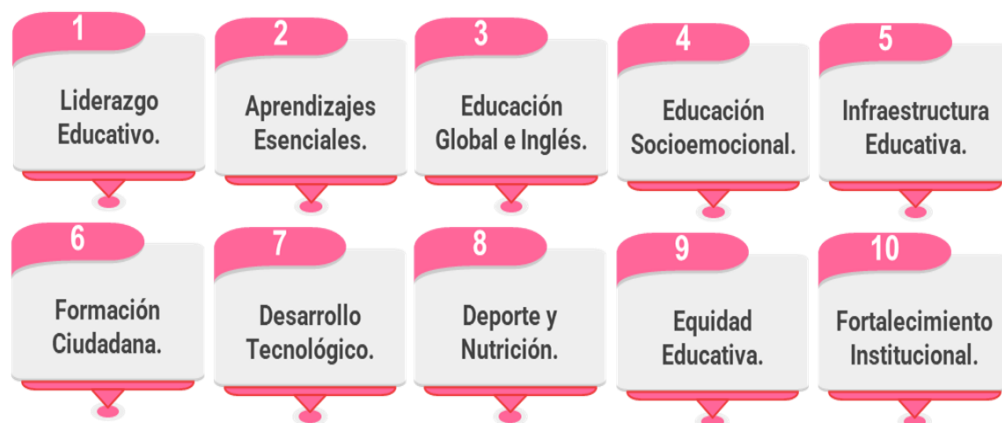 1
Liderazgo
Educativo.
2
Aprendizajes
Esenciales.
3
Educación
Global e Inglés.
4
Educación
Socioemocional.
5
Infraestructura
Educativa.
6
Formación
Ciudadana.
7
Desarrollo
Tecnológico.
8
Deporte y
Nutrición.
9
Equidad
Educativa.
10
Fortalecimiento
Institucional.